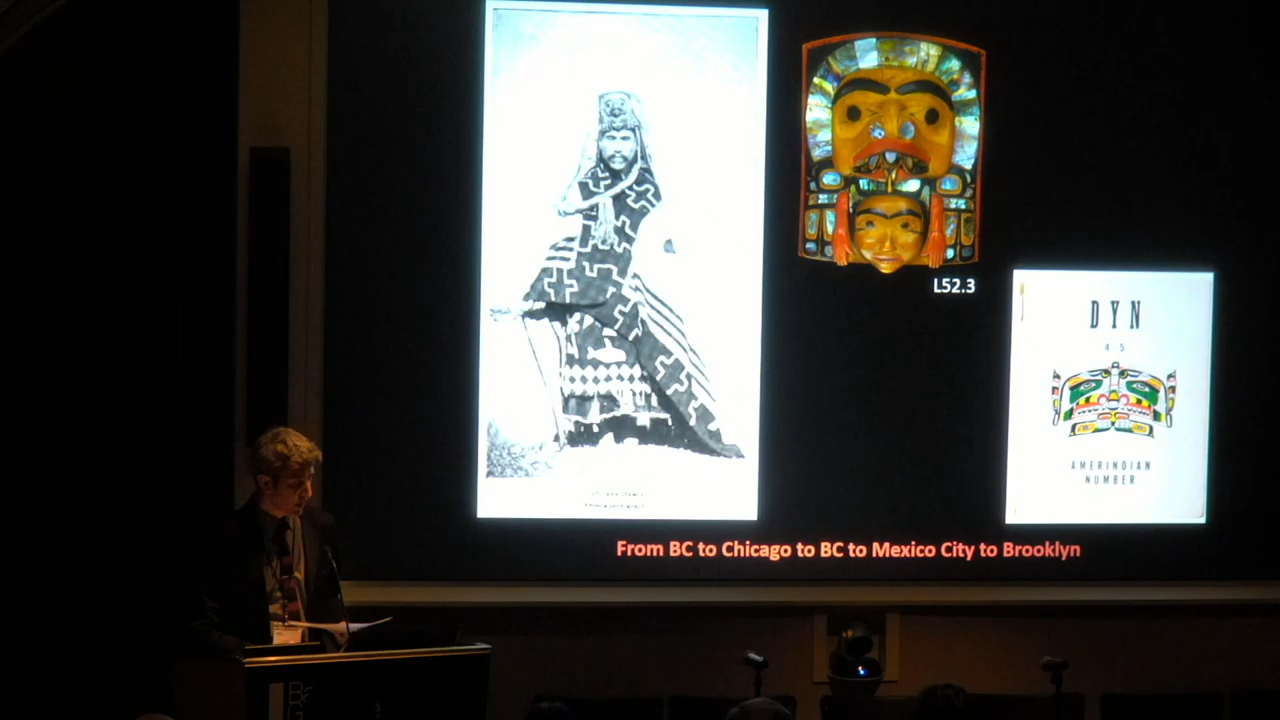 L52.3
DYN
4-5
AMERINDIAN
NUMBER
From BC to Chicago to BC to Mexico City to Brooklyn